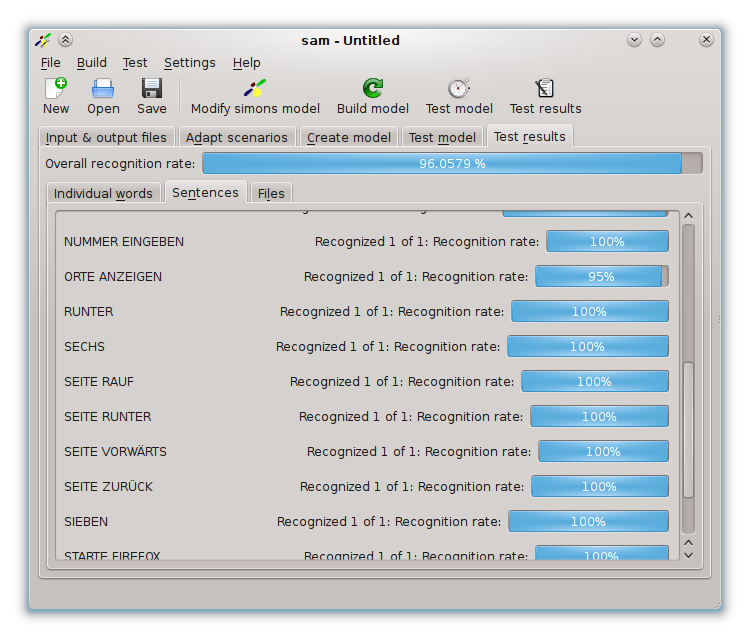 sam - Untitled
File Build Test Settings Help
New Open Save Modify simons model Build model Test model Test results
Input & output files Adapt scenarios Create model Test model Test results
Overall recognition rate: 96.0579 %
Individual words Sentences Files
NUMMER EINGEBEN Recognized 1 of 1: Recognition rate: 100%
ORTE ANZEIGEN Recognized 1 of 1: Recognition rate: 95%
RUNTER Recognized 1 of 1: Recognition rate: 100%
SECHS Recognized 1 of 1: Recognition rate: 100%
SEITE RAUF Recognized 1 of 1: Recognition rate: 100%
SEITE RUNTER Recognized 1 of 1: Recognition rate: 100%
SEITE VORWÄRTS Recognized 1 of 1: Recognition rate: 100%
SEITE ZURÜCK Recognized 1 of 1: Recognition rate: 100%
SIEBEN Recognized 1 of 1: Recognition rate: 100%
STARTE FIREFOX Recognized 1 of 1: Recognition rate: 100%